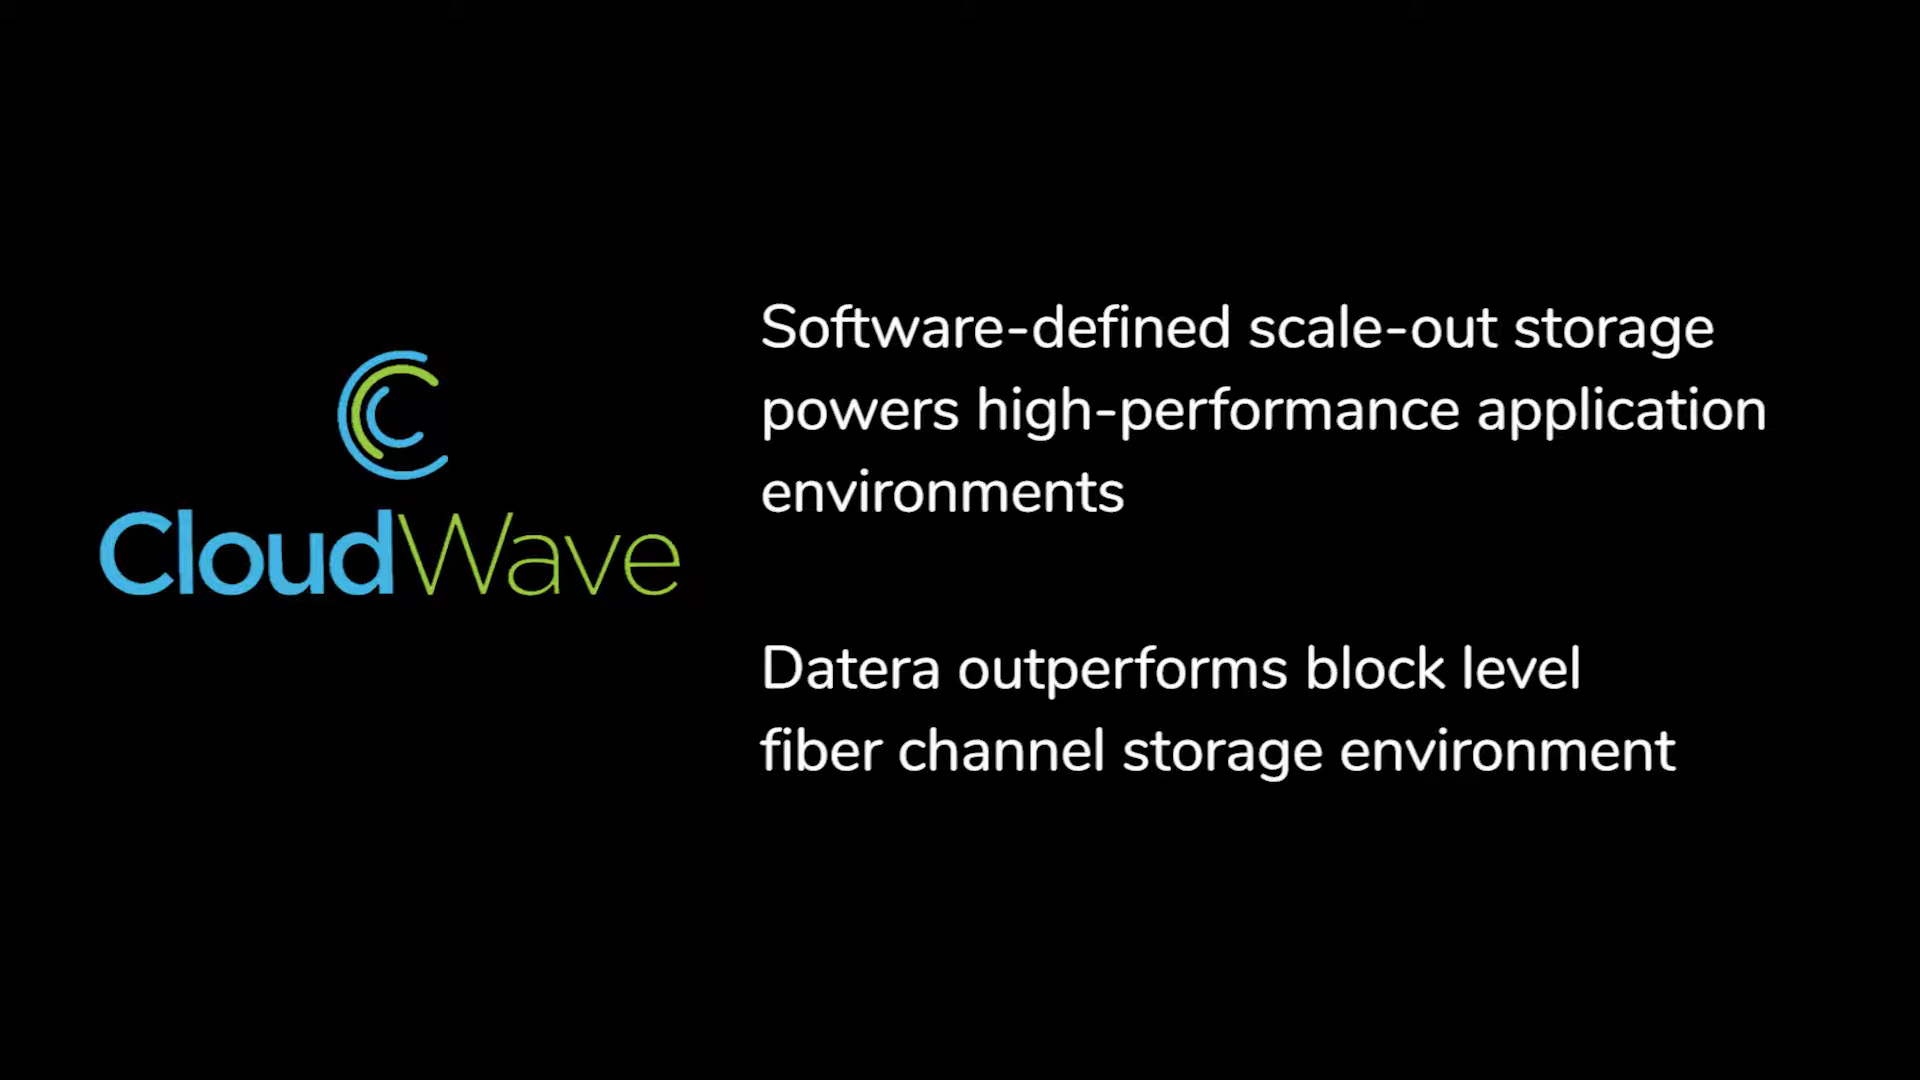 CloudWave
Software-defined scale-out storage
powers high-performance application
environments
Datera outperforms block level
fiber channel storage environment